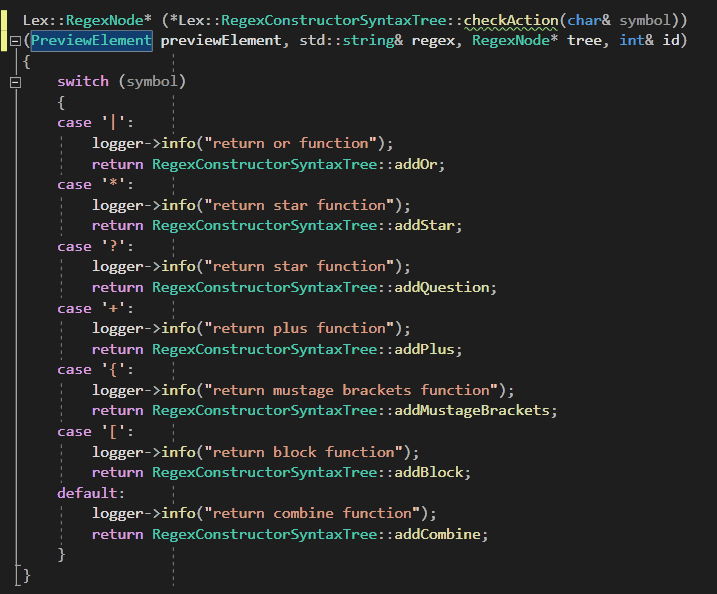 Lex::RegexNode* (*Lex::RegexConstructorSyntaxTree::checkAction(char& symbol))
(PreviewElement previewElement, std::string& regex, RegexNode* tree, int& id)
{
    switch (symbol)
    {
    case '|':
        logger->info("return or function");
        return RegexConstructorSyntaxTree::addOr;
    case '*':
        logger->info("return star function");
        return RegexConstructorSyntaxTree::addStar;
    case '?':
        logger->info("return star function");
        return RegexConstructorSyntaxTree::addQuestion;
    case '+':
        logger->info("return plus function");
        return RegexConstructorSyntaxTree::addPlus;
    case '{':
        logger->info("return mustage brackets function");
        return RegexConstructorSyntaxTree::addMustageBrackets;
    case '[':
        logger->info("return block function");
        return RegexConstructorSyntaxTree::addBlock;
    default:
        logger->info("return combine function");
        return RegexConstructorSyntaxTree::addCombine;
    }
}